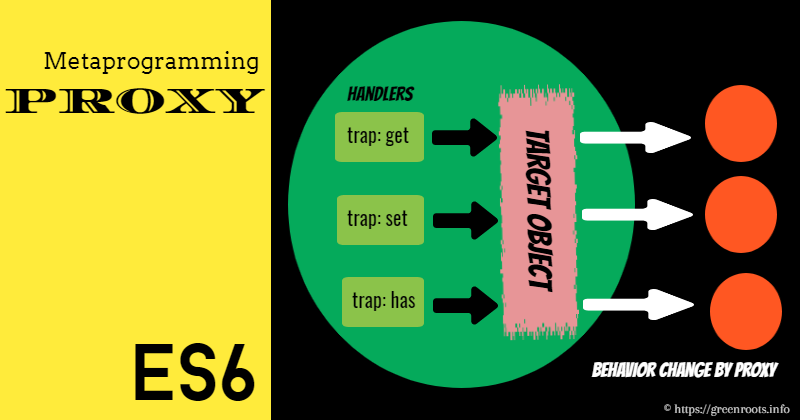 Metaprogramming
PROXY
ES6
HANDLERS
trap: get
trap: set
trap: has
TARGET OBJECT
BEHAVIOR CHANGE BY PROXY
© https://greenroots.info